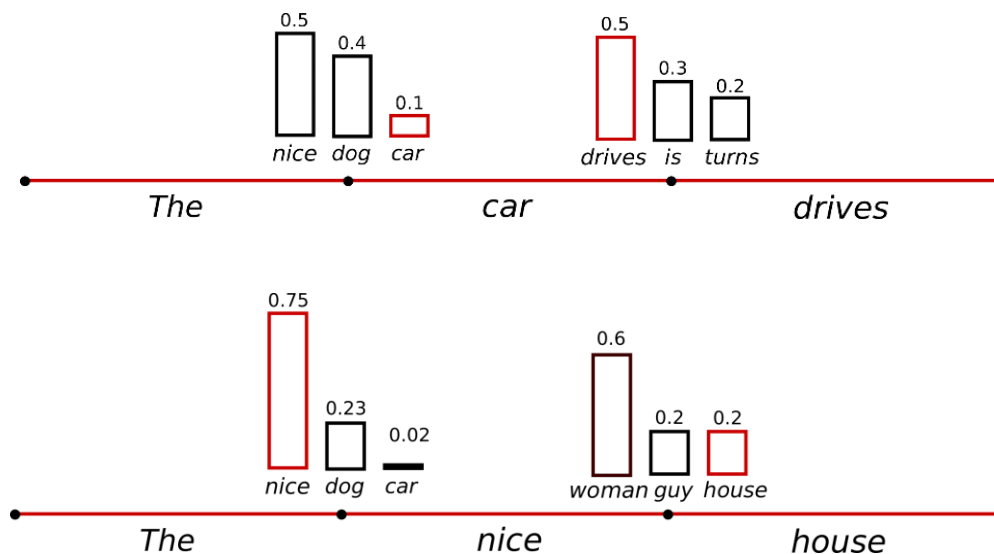 0.5 0.4 0.1 0.5 0.3 0.2
nice dog car drives is turns
The car drives
0.75 0.23 0.02 0.6 0.2 0.2
nice dog car woman guy house
The nice house